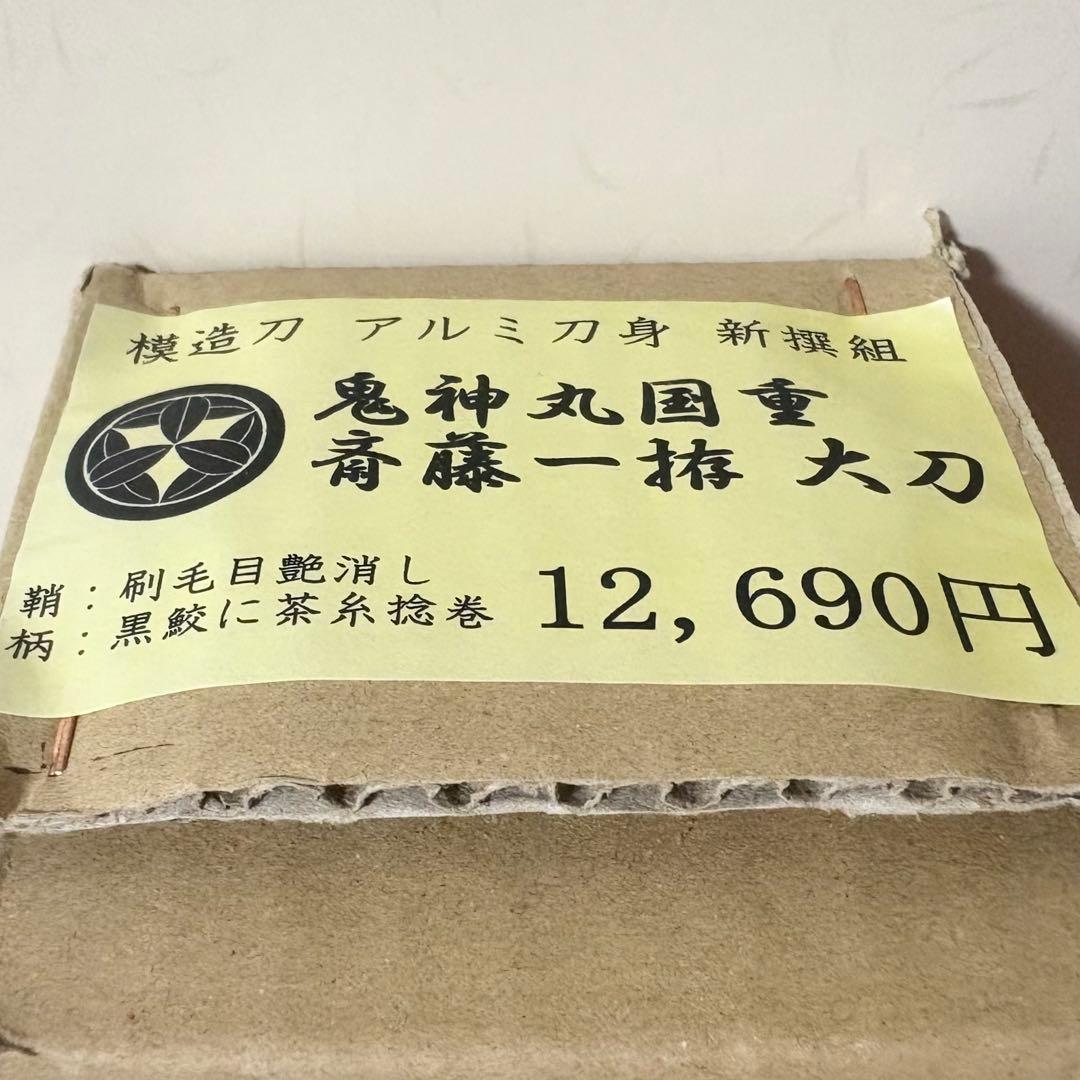 模造刀 アルミ刀身 新撰組
鬼神丸国重
斎藤一拵 大刀
鞘：刷毛目艶消し
柄：黒鮫に茶糸捻巻
12,690円